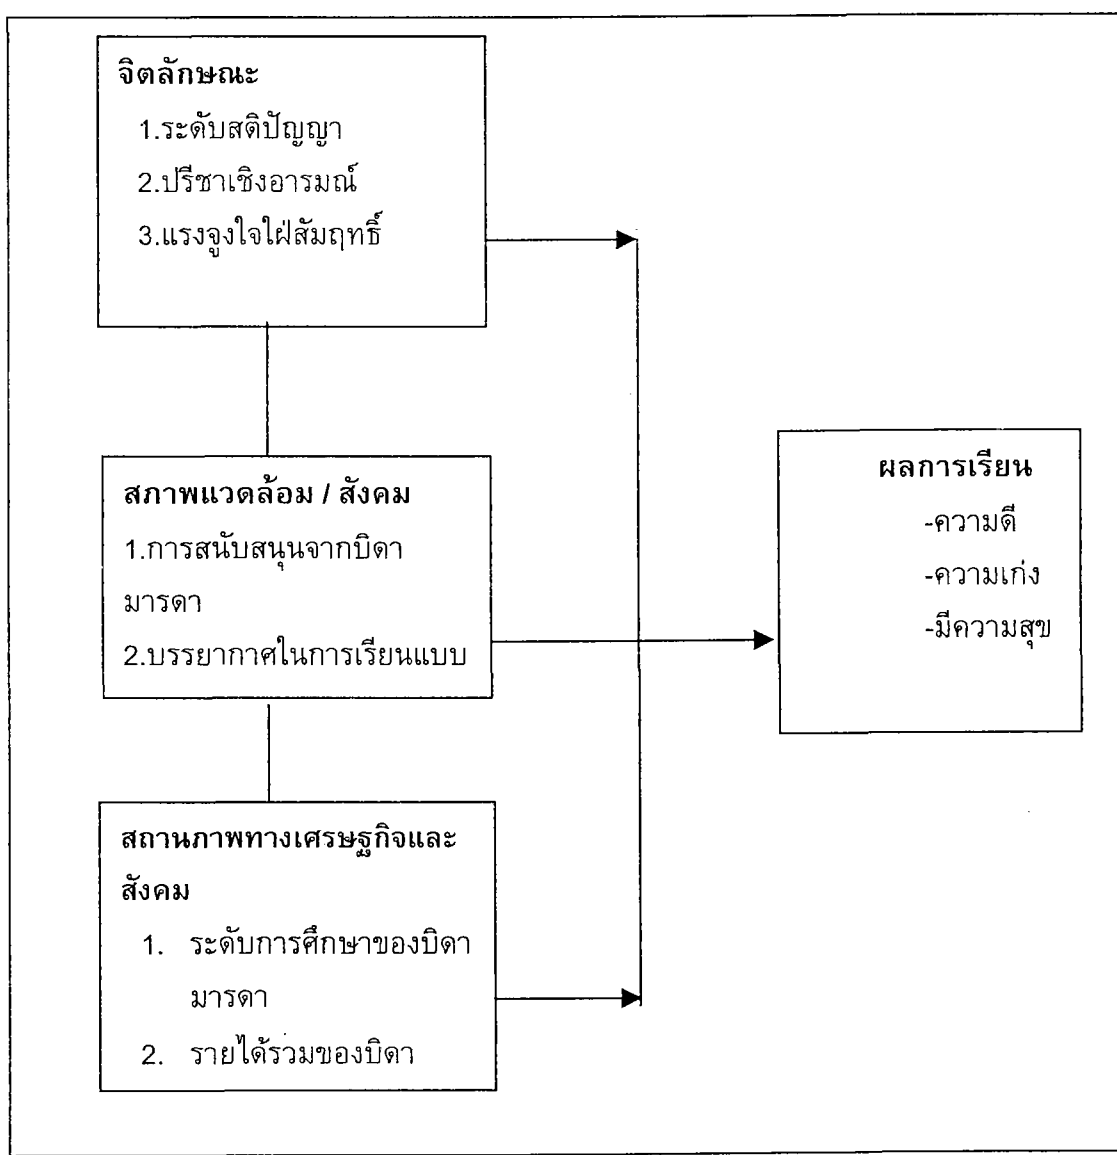 จิตลักษณะ
1.ระดับสติปัญญา
2.ปรีชาเชิงอารมณ์
3.แรงจูงใจใฝ่สัมฤทธิ์
สภาพแวดล้อม / สังคม
1.การสนับสนุนจากบิดา
มารดา
2.บรรยากาศในการเรียนแบบ
สถานภาพทางเศรษฐกิจและ
สังคม
1. ระดับการศึกษาของบิดา
มารดา
2. รายได้รวมของบิดา
ผลการเรียน
-ความดี
-ความเก่ง
-มีความสุข